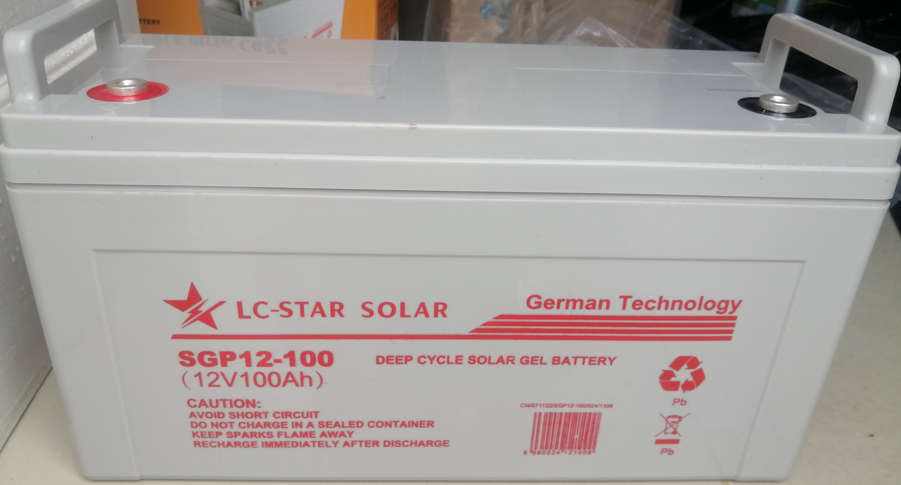 BATTERY
LC-STAR SOLAR
German Technology
SGP12-100
DEEP CYCLE SOLAR GEL BATTERY
(12V100Ah)
CAUTION:
AVOID SHORT CIRCUIT
DO NOT CHARGE IN A SEALED CONTAINER
KEEP SPARKS FLAME AWAY
RECHARGE IMMEDIATELY AFTER DISCHARGE
Pb
Pb